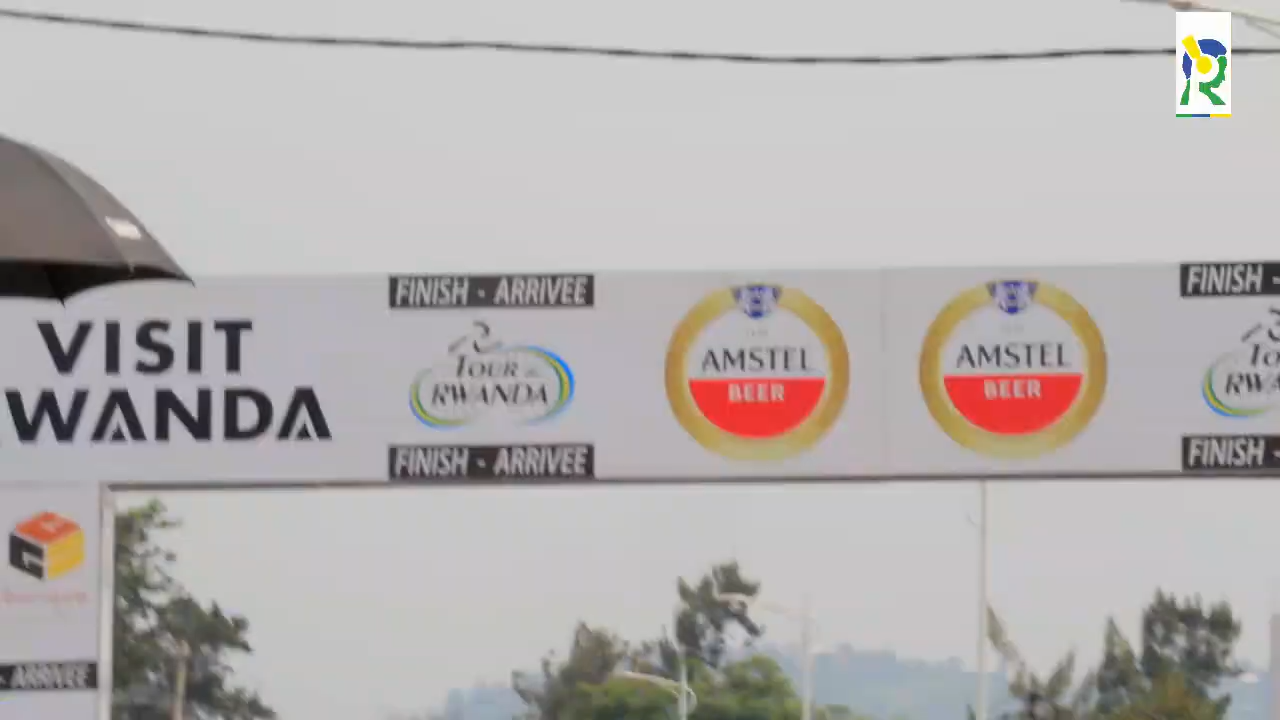 FINISH - ARRIVEE
FINISH -
VISIT
WANDA
TOUR
RWANDA
AMSTEL
BEER
AMSTEL
BEER
FINISH - ARRIVEE
FINISH -
- ARRIVEE